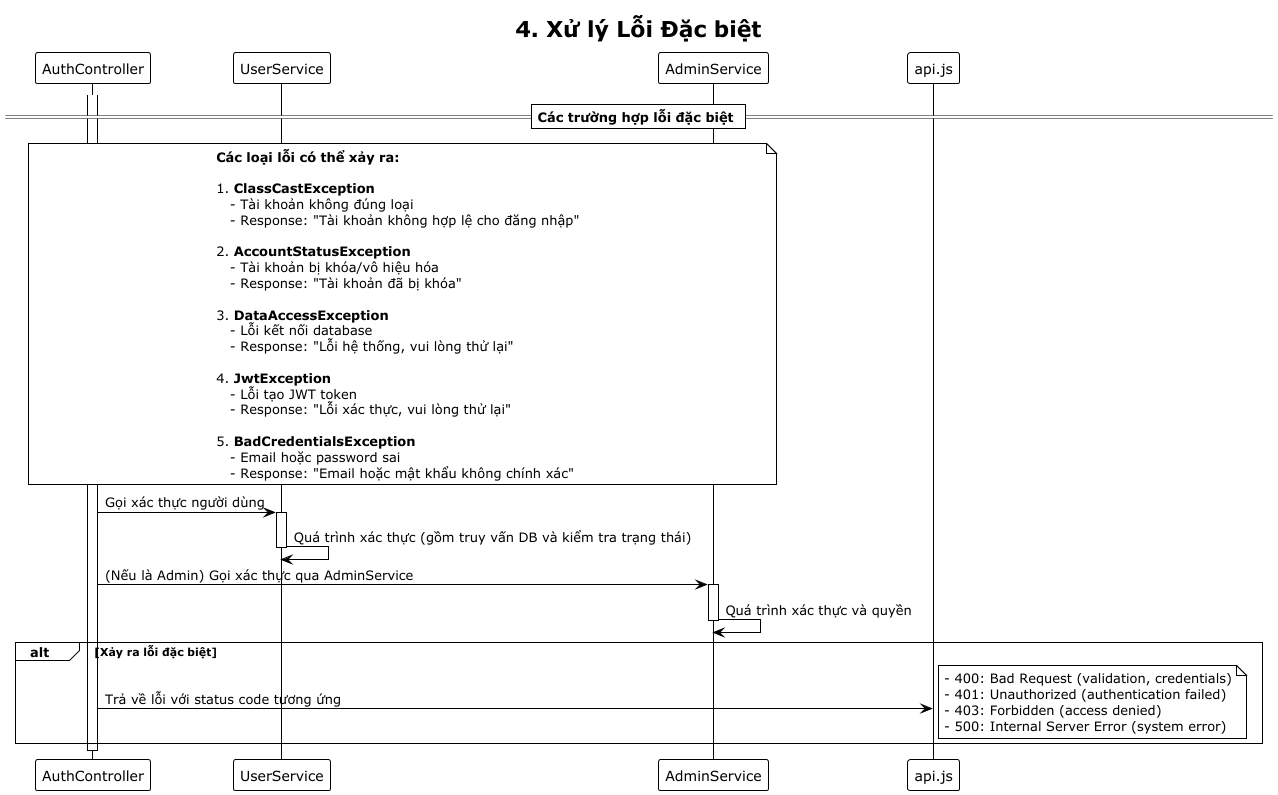 4. Xử lý Lỗi Đặc biệt
AuthController
UserService
AdminService
api.js
Các trường hợp lỗi đặc biệt
Các loại lỗi có thể xảy ra:
1. ClassCastException
- Tài khoản không đúng loại
- Response: "Tài khoản không hợp lệ cho đăng nhập"
2. AccountStatusException
- Tài khoản bị khóa/vô hiệu hóa
- Response: "Tài khoản đã bị khóa"
3. DataAccessException
- Lỗi kết nối database
- Response: "Lỗi hệ thống, vui lòng thử lại"
4. JwtException
- Lỗi tạo JWT token
- Response: "Lỗi xác thực, vui lòng thử lại"
5. BadCredentialsException
- Email hoặc password sai
- Response: "Email hoặc mật khẩu không chính xác"
Gọi xác thực người dùng
Quá trình xác thực (gồm truy vấn DB và kiểm tra trạng thái)
(Nếu là Admin) Gọi xác thực qua AdminService
Quá trình xác thực và quyền
alt
[Xảy ra lỗi đặc biệt]
Trả về lỗi với status code tương ứng
- 400: Bad Request (validation, credentials)
- 401: Unauthorized (authentication failed)
- 403: Forbidden (access denied)
- 500: Internal Server Error (system error)
AuthController
UserService
AdminService
api.js